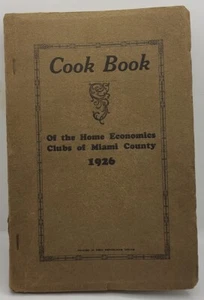 Cook Book
Of the Home Economics
Clubs of Miami County
1926